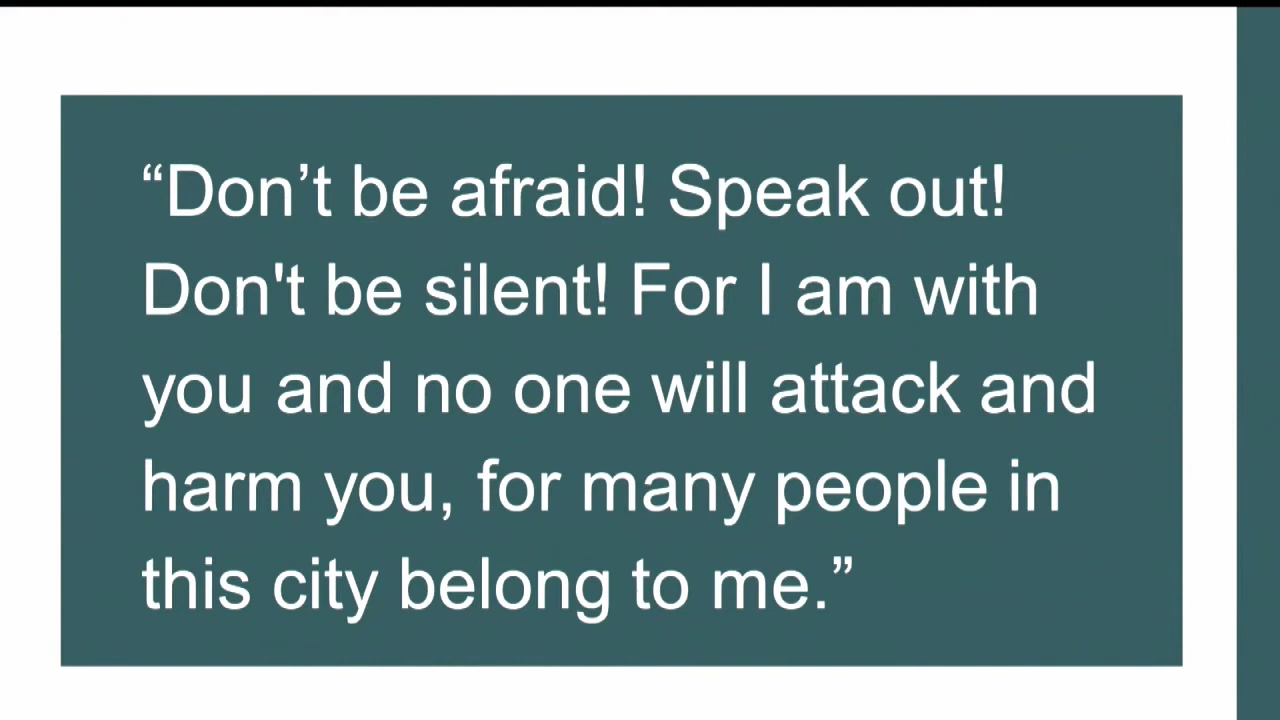 “Don’t be afraid! Speak out!
Don't be silent! For I am with
you and no one will attack and
harm you, for many people in
this city belong to me.”